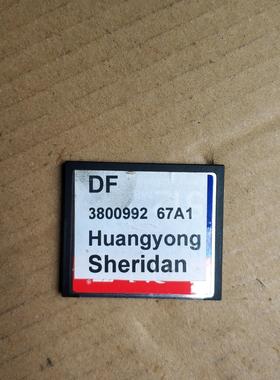 DF
3800992 67A1
Huangyong
Sheridan